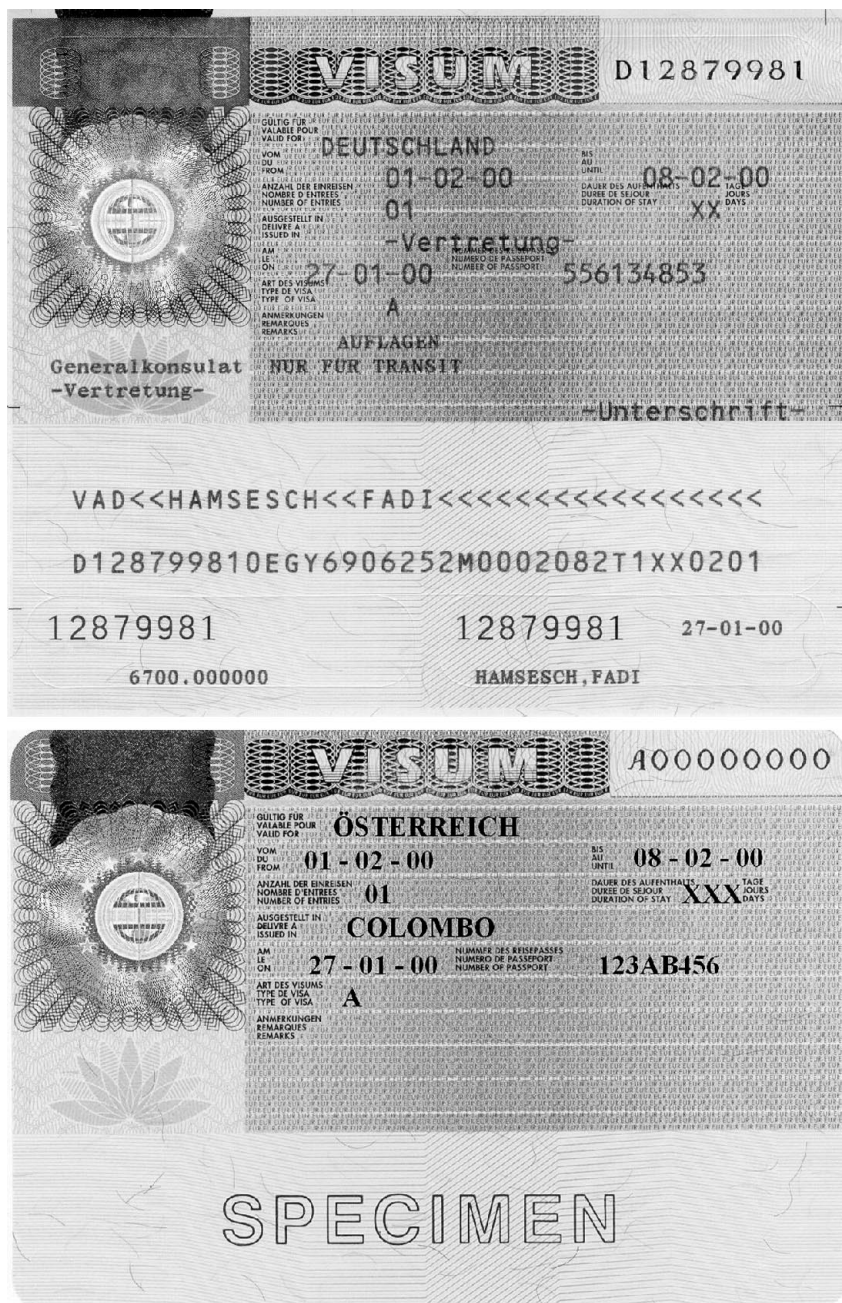 VISUM D12879981
GÜLTIG FÜR
VALABLE POUR
VALID FOR
DEUTSCHLAND
VOM
DU
FROM
01-02-00
BIS
AU
UNTIL
08-02-00
ANZAHL DER EINREISEN
NOMBRE D'ENTREES
NUMBER OF ENTRIES
01
DAUER DES AUFENTHALTS
DUREE DE SEJOUR
DURATION OF STAY
XX
TAGE
JOURS
DAYS
AUSGESTELLT IN
DELIVRE A
ISSUED IN
-Vertretung-
AM
LE
ON
27-01-00
NUMERO DE PASSEPORT
NUMBER OF PASSPORT
556134853
ART DES VISUMS
TYPE DE VISA
TYPE OF VISA
A
ANMERKUNGEN
REMARQUES
REMARKS
AUFLAGEN
Generalkonsulat NUR FÜR TRANSIT
-Vertretung-
-Unterschrift-
VAD<<HAMSESCH<<FADI<<<<<<<<<<<<<<<<<
D128799810EGY6906252M0002082T1XX0201
12879981 12879981 27-01-00
6700.000000 HAMSESCH,FADI
VISUM A00000000
GÜLTIG FÜR
VALABLE POUR
VALID FOR
ÖSTERREICH
VOM
DU
FROM
01 - 02 - 00
BIS
AU
UNTIL
08 - 02 - 00
ANZAHL DER EINREISEN
NOMBRE D'ENTREES
NUMBER OF ENTRIES
01
DAUER DES AUFENTHALTS
DUREE DE SEJOUR
DURATION OF STAY
XXX
TAGE
JOURS
DAYS
AUSGESTELLT IN
DELIVRE A
ISSUED IN
COLOMBO
AM
LE
ON
27 - 01 - 00
NUMMER DES REISEPASSES
NUMERO DE PASSEPORT
NUMBER OF PASSPORT
123AB456
ART DES VISUMS
TYPE DE VISA
TYPE OF VISA
A
ANMERKUNGEN
REMARQUES
REMARKS
SPECIMEN